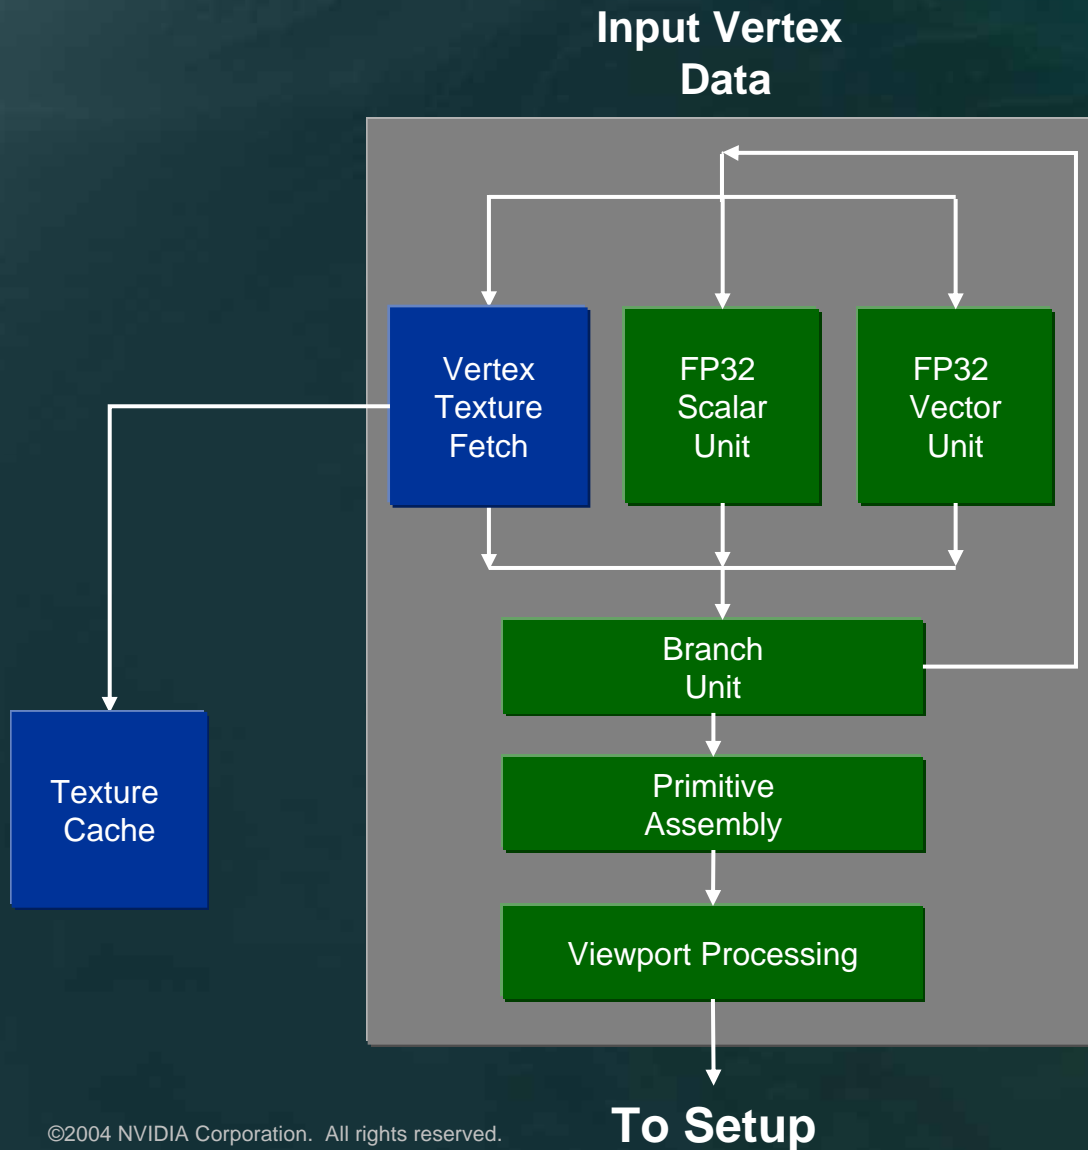 Input Vertex
Data
Vertex
Texture
Fetch
FP32
Scalar
Unit
FP32
Vector
Unit
Branch
Unit
Texture
Cache
Primitive
Assembly
Viewport Processing
To Setup
©2004 NVIDIA Corporation. All rights reserved.